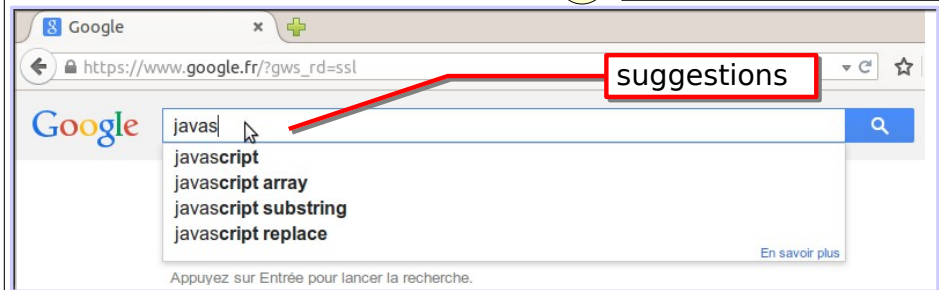 Google
https://www.google.fr/?gws_rd=ssl
suggestions
Google javas
javascript
javascript array
javascript substring
javascript replace
En savoir plus
Appuyez sur Entrée pour lancer la recherche.